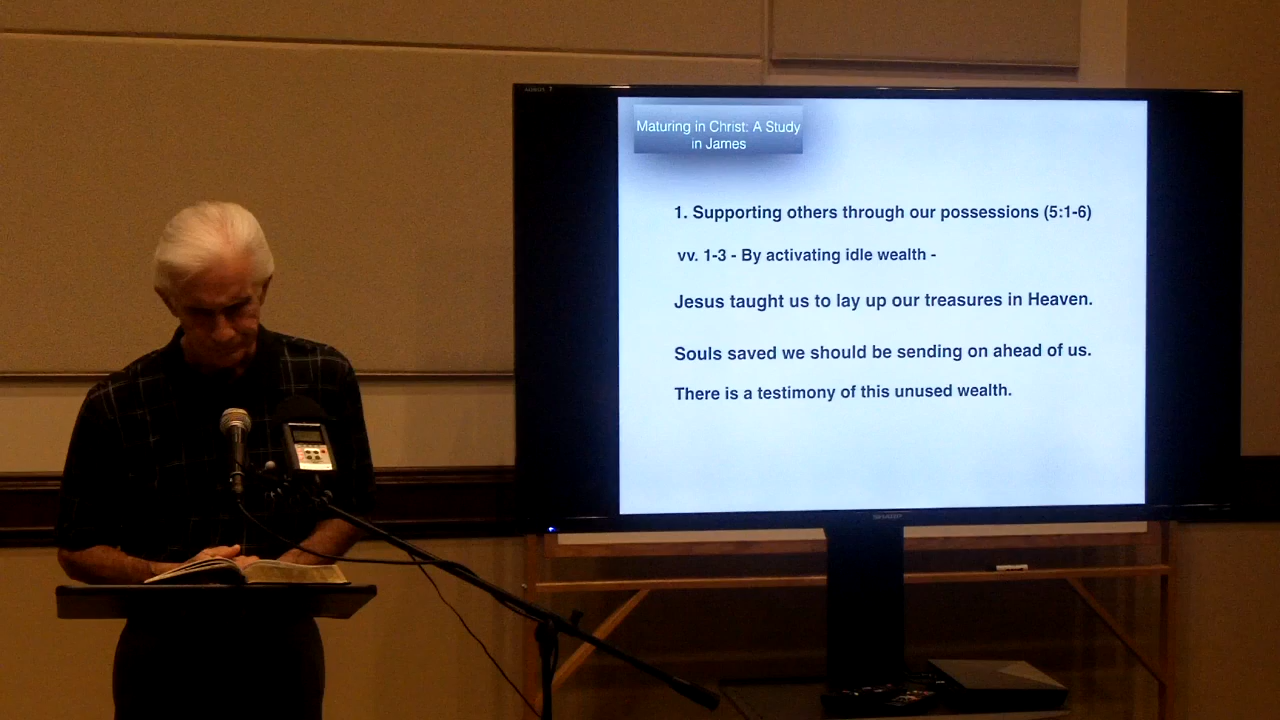 Maturing in Christ: A Study
in James
1. Supporting others through our possessions (5:1-6)
vv. 1-3 - By activating idle wealth -
Jesus taught us to lay up our treasures in Heaven.
Souls saved we should be sending on ahead of us.
There is a testimony of this unused wealth.
SHARP